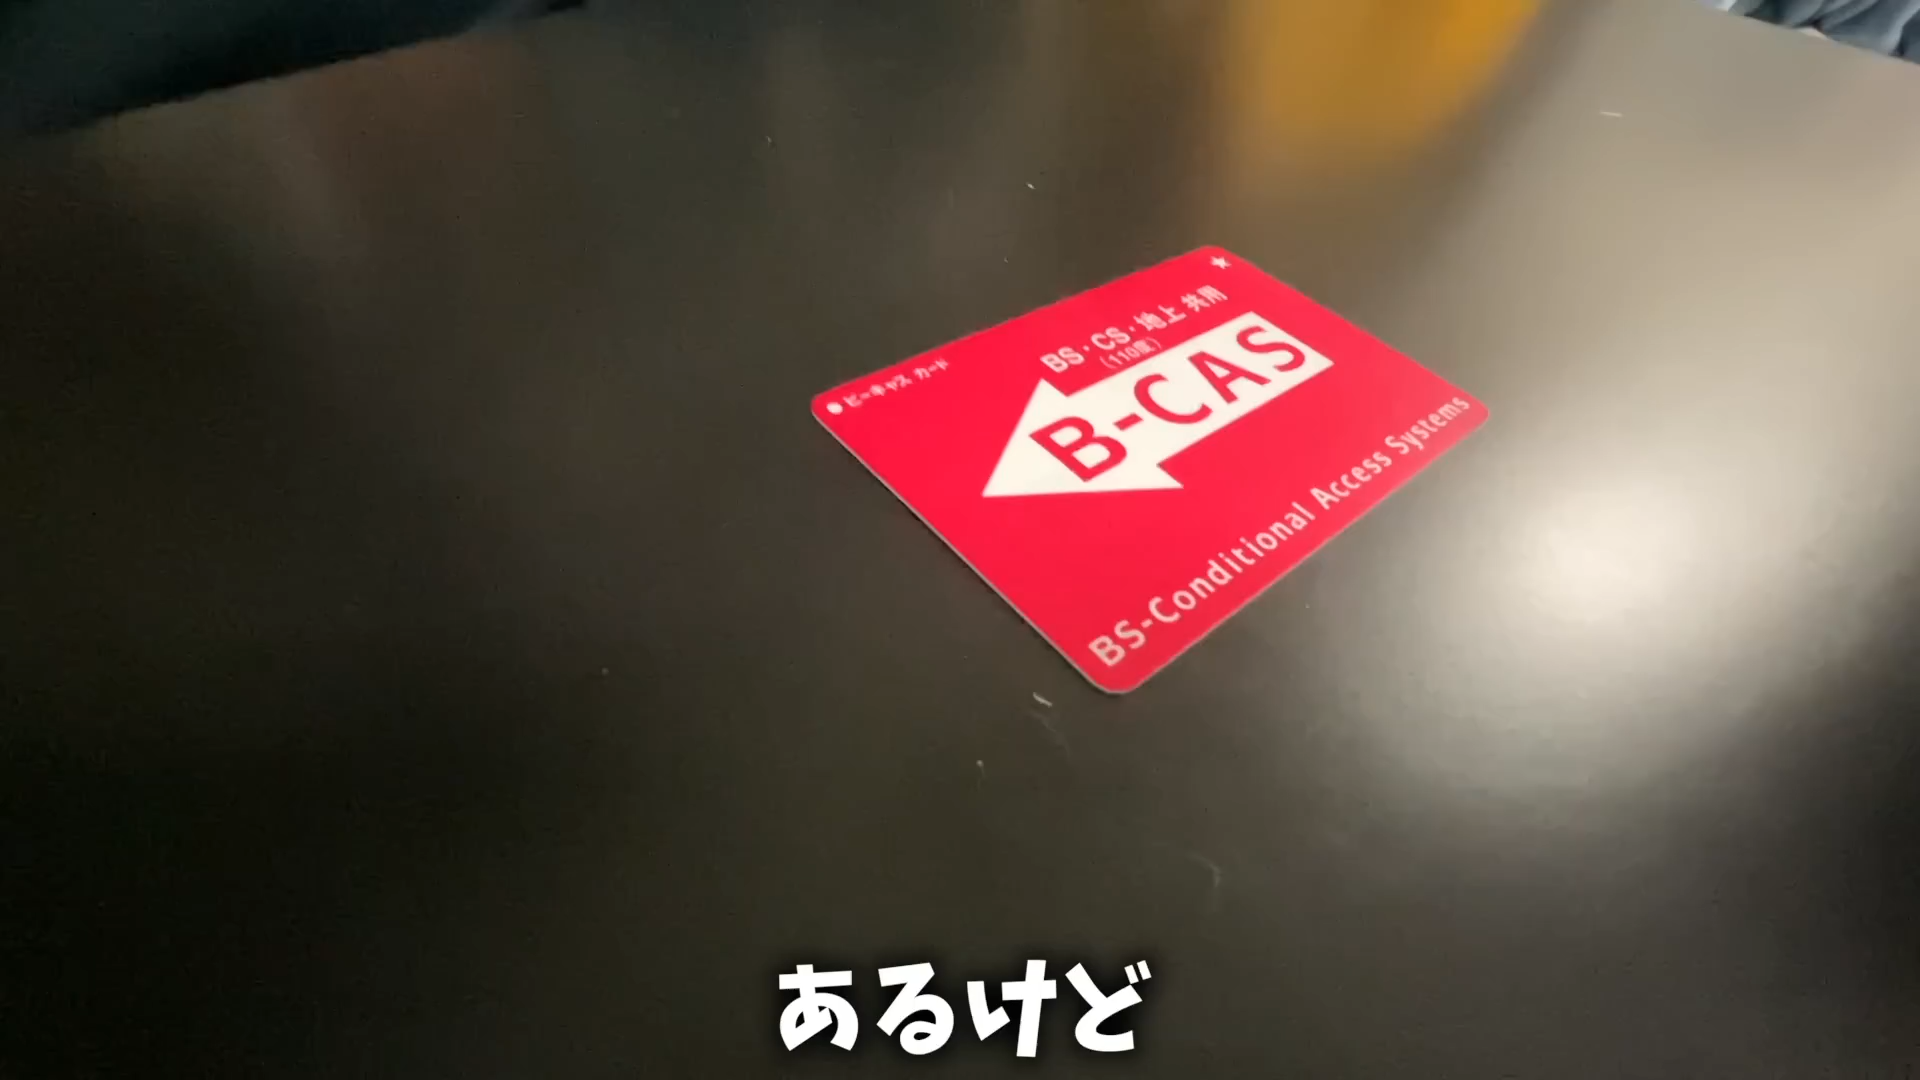 ビーキャス カード
BS・CS・地上 共用
(110度)
B-CAS
BS-Conditional Access Systems
あるけど